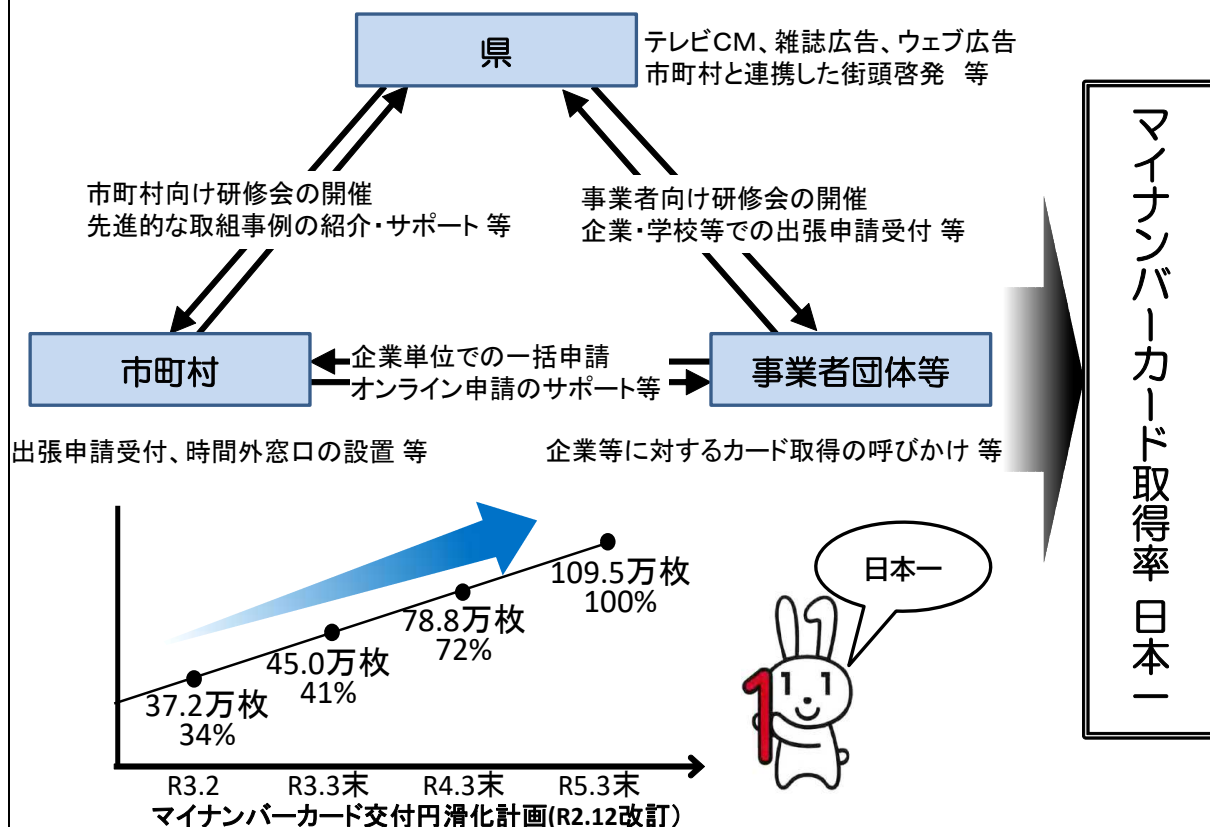 県
テレビCM、雑誌広告、ウェブ広告
市町村と連携した街頭啓発 等
市町村向け研修会の開催
先進的な取組事例の紹介・サポート 等
事業者向け研修会の開催
企業・学校等での出張申請受付 等
市町村
企業単位での一括申請
オンライン申請のサポート等
事業者団体等
出張申請受付、時間外窓口の設置 等
企業等に対するカード取得の呼びかけ 等
マイナンバーカード取得率 日本一
109.5万枚
100%
78.8万枚
72%
45.0万枚
41%
37.2万枚
34%
日本一
1
R3.2 R3.3末 R4.3末 R5.3末
マイナンバーカード交付円滑化計画(R2.12改訂)